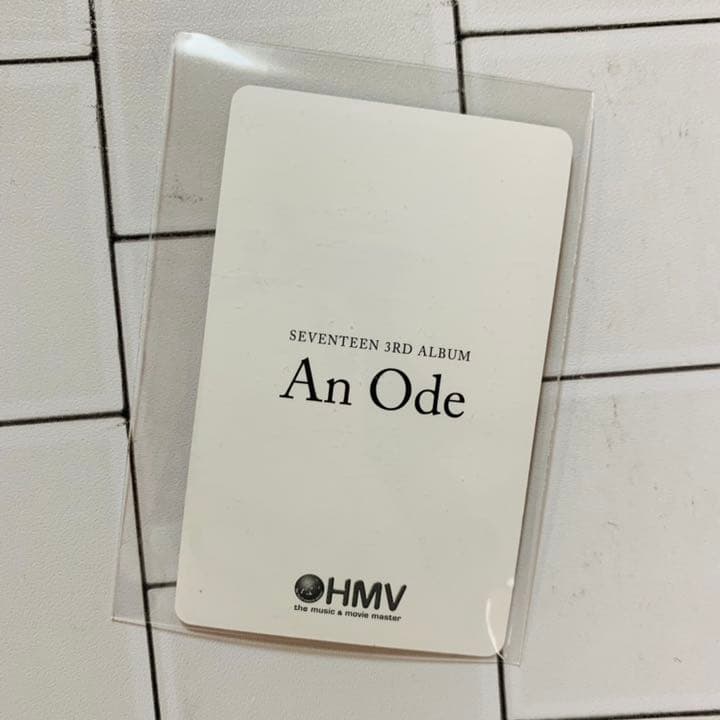 SEVENTEEN 3RD ALBUM
An Ode
HMV
the music & movie master